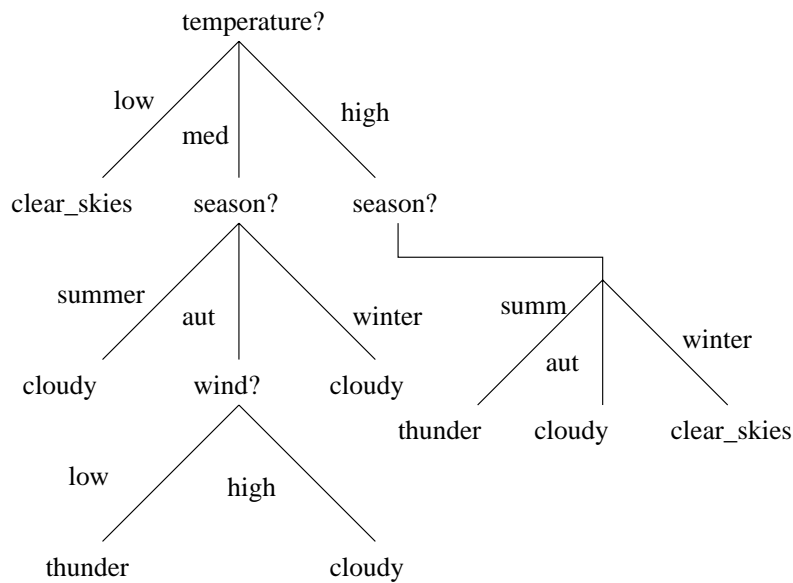 temperature?
low
med
high
clear_skies season? season?
summer
aut
winter
summ
aut
winter
cloudy wind? cloudy
thunder cloudy clear_skies
low
high
thunder cloudy